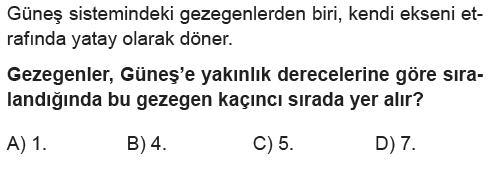 Güneş sistemindeki gezegenlerden biri, kendi ekseni et-
rafında yatay olarak döner.
Gezegenler, Güneş’e yakınlık derecelerine göre sıra-
landığında bu gezegen kaçıncı sırada yer alır?
A) 1. B) 4. C) 5. D) 7.